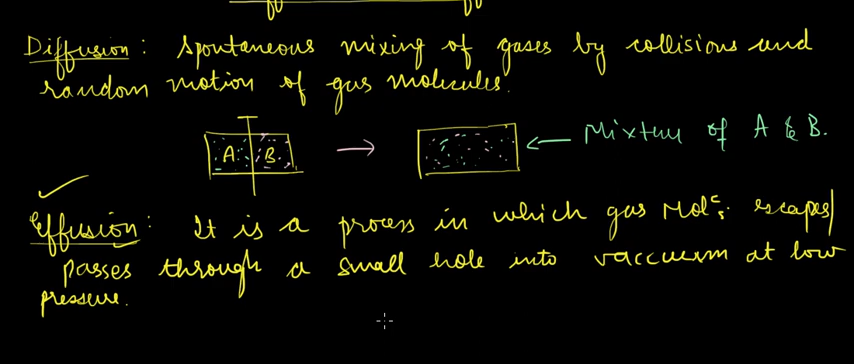 Diffusion: Spontaneous mixing of gases by collisions and
random motion of gas molecules.
A B → ← Mixture of A & B.
Effusion: It is a process in which gas Molcs. escapes/
passes through a small hole into vaccuum at low
pressure.